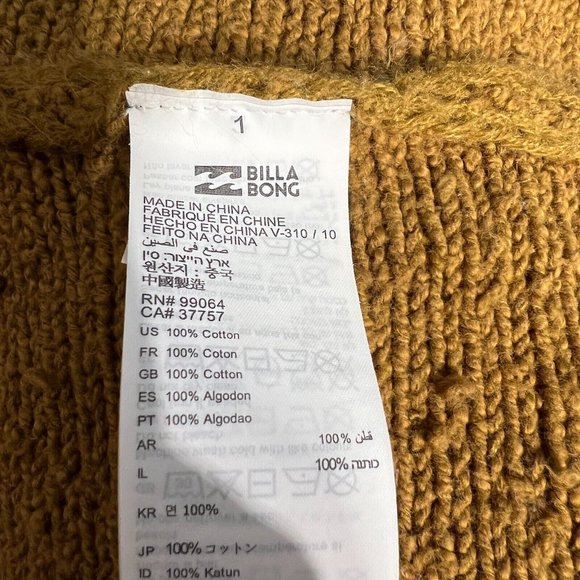 1
BILLA
BONG
MADE IN CHINA
FABRIQUÉ EN CHINE
HECHO EN CHINA V-310 / 10
FEITO NA CHINA
صنع في الصين
ארץ הייצור: סין
원산지 : 중국
中國製造
RN# 99064
CA# 37757
US 100% Cotton
FR 100% Coton
GB 100% Cotton
ES 100% Algodon
PT 100% Algodao
AR 100% قطن
IL 100% כותנה
KR 면 100%
JP 100% コットン
ID 100% Katun